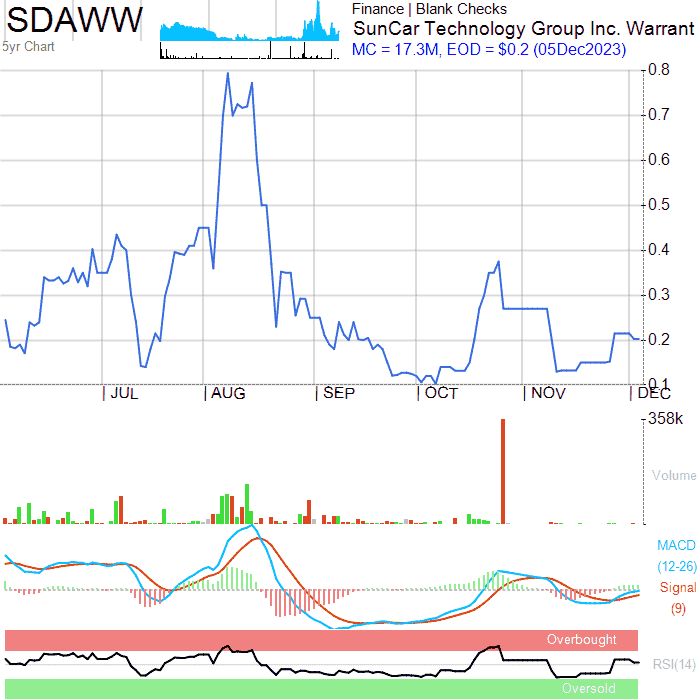 SDAWW
5yr Chart
Finance | Blank Checks
SunCar Technology Group Inc. Warrant
MC = 17.3M, EOD = $0.2 (05Dec2023)
0.8
0.7
0.6
0.5
0.4
0.3
0.2
0.1
JUL AUG SEP OCT NOV DEC
358k
Volume
MACD
(12-26)
Signal
(9)
Overbought
RSI(14)
Oversold